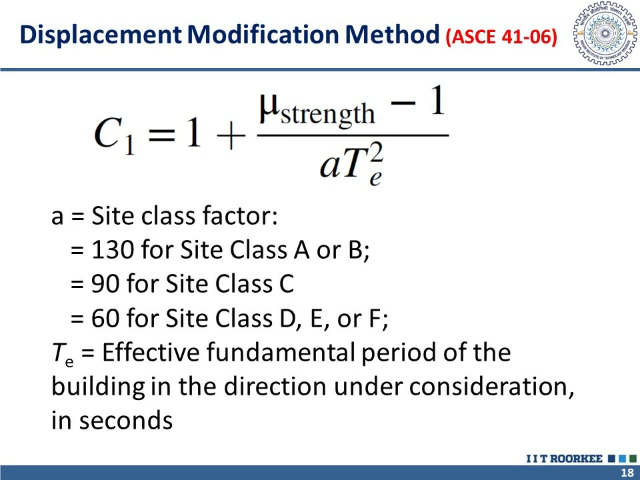 Displacement Modification Method (ASCE 41-06)
C₁ = 1 + (μ_strength − 1) / (aT_e²)
a = Site class factor:
= 130 for Site Class A or B;
= 90 for Site Class C
= 60 for Site Class D, E, or F;
Te = Effective fundamental period of the
building in the direction under consideration,
in seconds
I I T ROORKEE
18